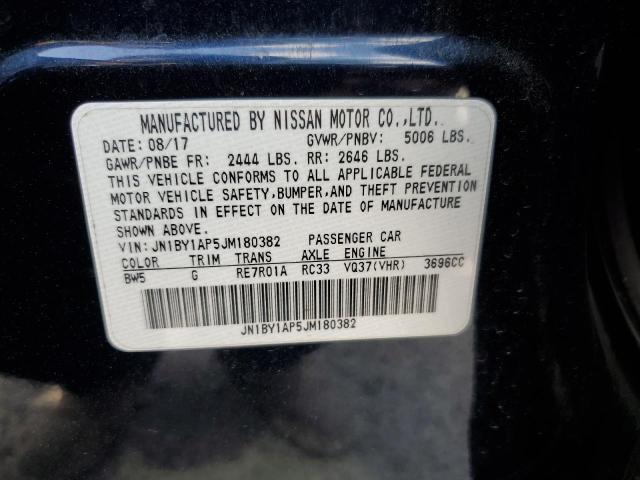 MANUFACTURED BY NISSAN MOTOR CO.,LTD.
DATE: 08/17 GVWR/PNBV: 5006 LBS.
GAWR/PNBE FR: 2444 LBS. RR: 2646 LBS.
THIS VEHICLE CONFORMS TO ALL APPLICABLE FEDERAL
MOTOR VEHICLE SAFETY,BUMPER,AND THEFT PREVENTION
STANDARDS IN EFFECT ON THE DATE OF MANUFACTURE
SHOWN ABOVE.
VIN: JN1BY1AP5JM180382 PASSENGER CAR
COLOR TRIM TRANS AXLE ENGINE
BW5 G RE7R01A RC33 VQ37(VHR) 3696CC
JN1BY1AP5JM180382